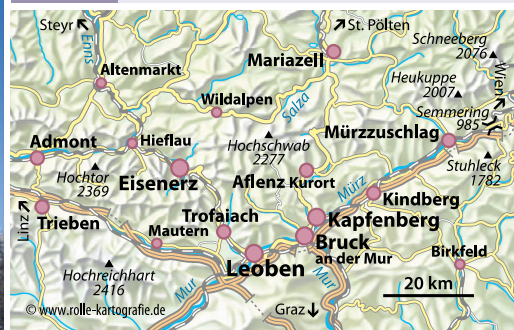 Steyr
St. Pölten
Enns
Mariazell
Schneeberg
2076
Altenmarkt
Heukuppe
2007
Wien
Wildalpen
Salza
Semmering
985
Admont
Hieflau
Hochschwab
2277
Mürzzuschlag
Hochtor
2369
Eisenerz
Aflenz Kurort
Mürz
Stuhleck
1782
Kindberg
Linz
Trieben
Trofaiach
Kapfenberg
Mautern
Bruck
an der Mur
Birkfeld
Hochreichhart
2416
Leoben
Mur
Mur
20 km
Graz
© www.rolle-kartografie.de